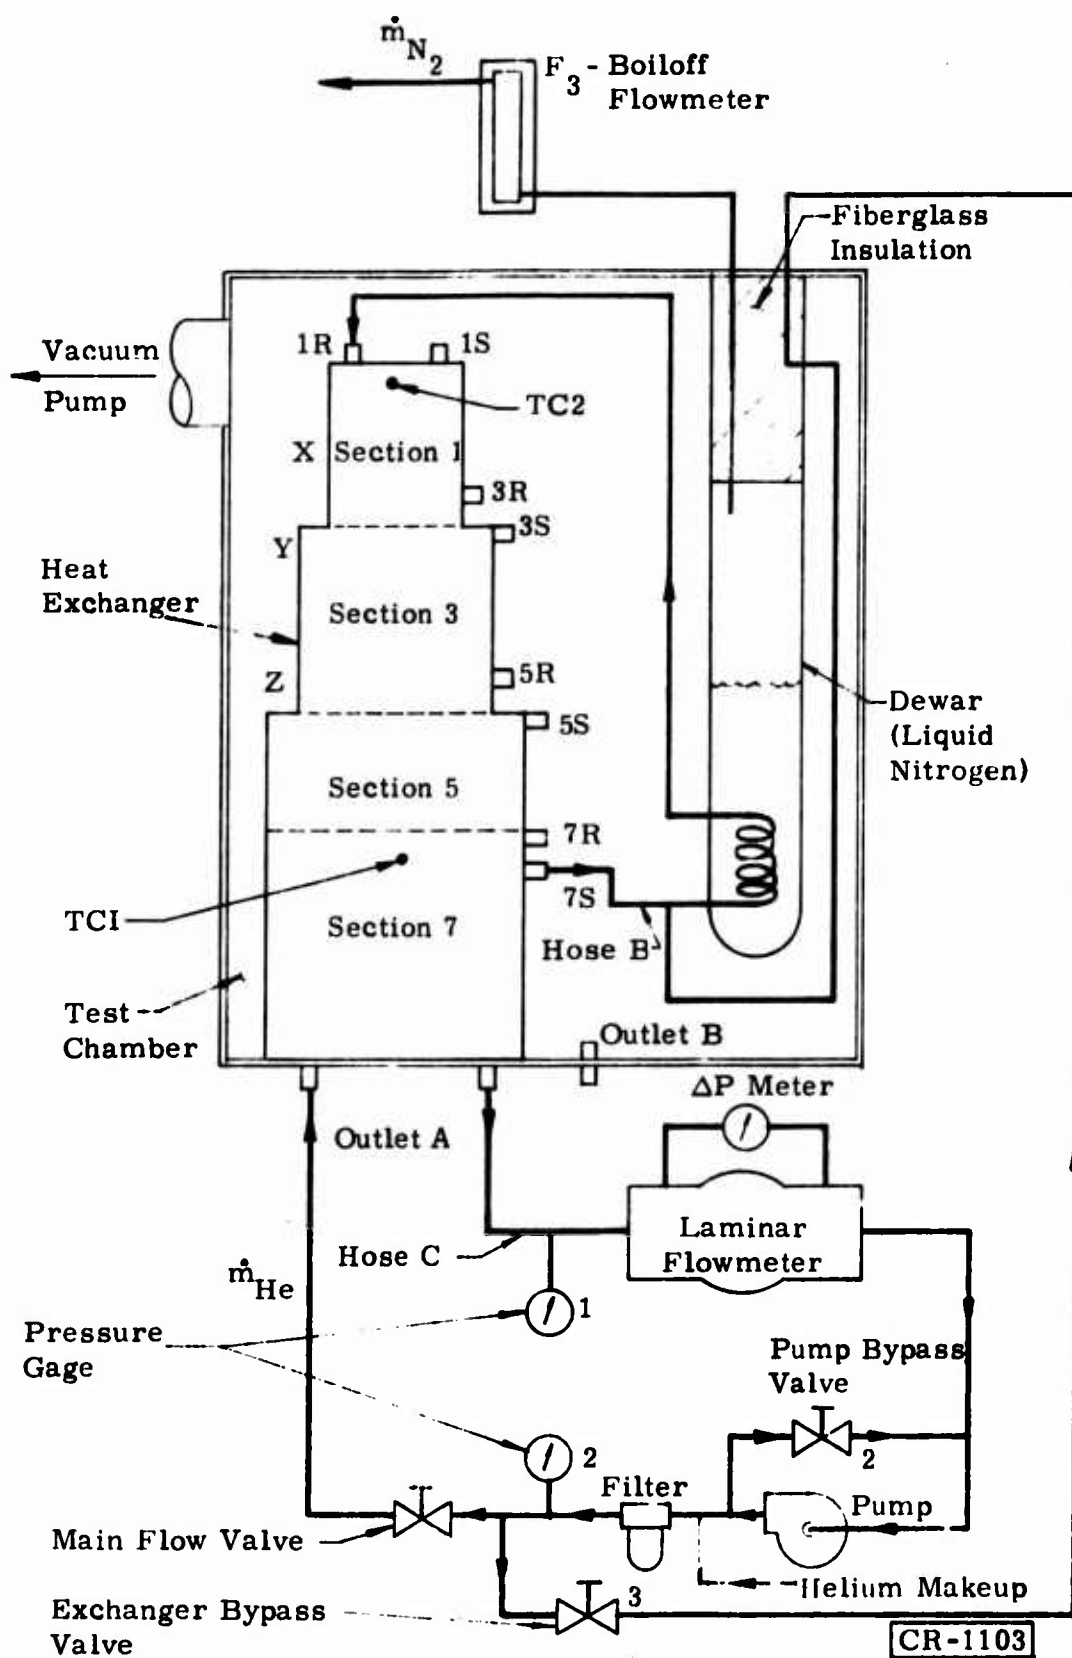 ṁN2
F3 - Boiloff
Flowmeter
Fiberglass
Insulation
Vacuum
Pump
1R
1S
TC2
X
Section 1
3R
3S
Y
Heat
Exchanger
Section 3
Z
5R
5S
Dewar
(Liquid
Nitrogen)
Section 5
7R
7S
TCI
Section 7
Hose B
Test
Chamber
Outlet B
ΔP Meter
Outlet A
Laminar
Flowmeter
Hose C
ṁHe
1
Pressure
Gage
Pump Bypass
Valve
2
2
Filter
Pump
Main Flow Valve
3
Helium Makeup
Exchanger Bypass
Valve
CR-1103